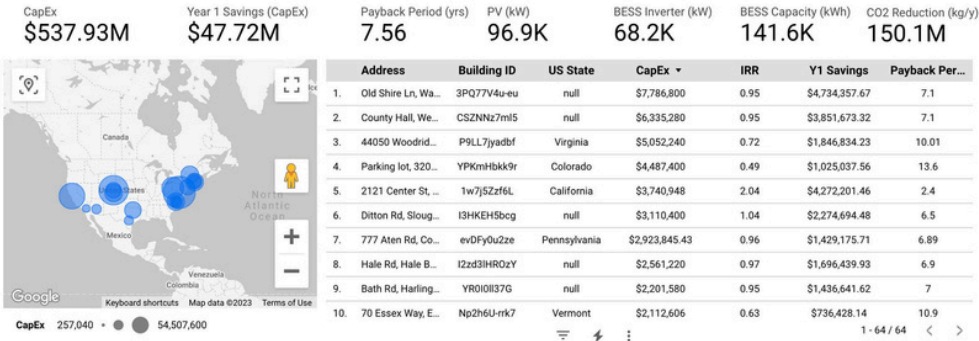 CapEx Year 1 Savings (CapEx) Payback Period (yrs) PV (kW) BESS Inverter (kW) BESS Capacity (kWh) CO2 Reduction (kg/y)
$537.93M $47.72M 7.56 96.9K 68.2K 141.6K 150.1M
Canada
United States
North
Atlantic
Ocean
Mexico
Venezuela
Colombia
Google
Keyboard shortcuts Map data ©2023 Terms of Use
CapEx 257,040 54,507,600
Address Building ID US State CapEx IRR Y1 Savings Payback Per...
1. Old Shire Ln, Wa... 3PQ77V4u-eu null $7,786,800 0.95 $4,734,357.67 7.1
2. County Hall, We... CSZNNz7ml5 null $6,335,280 0.95 $3,851,673.32 7.1
3. 44050 Woodrid... P9LL7jyadbf Virginia $5,052,240 0.72 $1,846,834.23 10.01
4. Parking lot, 320... YPKmHbkk9r Colorado $4,487,400 0.49 $1,025,037.56 13.6
5. 2121 Center St, ... 1w7j5Zzf6L California $3,740,948 2.04 $4,272,201.46 2.4
6. Ditton Rd, Sloug... I3HKEH5bcg null $3,110,400 1.04 $2,274,694.48 6.5
7. 777 Aten Rd, Co... evDFy0u2ze Pennsylvania $2,923,845.43 0.96 $1,429,175.71 6.89
8. Hale Rd, Hale B... I2zd3lHROzY null $2,561,220 0.97 $1,696,439.93 6.9
9. Bath Rd, Harling... YR0I0ll37G null $2,201,580 0.95 $1,436,641.62 7
10. 70 Essex Way, E... Np2h6U-rrk7 Vermont $2,112,606 0.63 $736,428.14 10.9
1 - 64 / 64